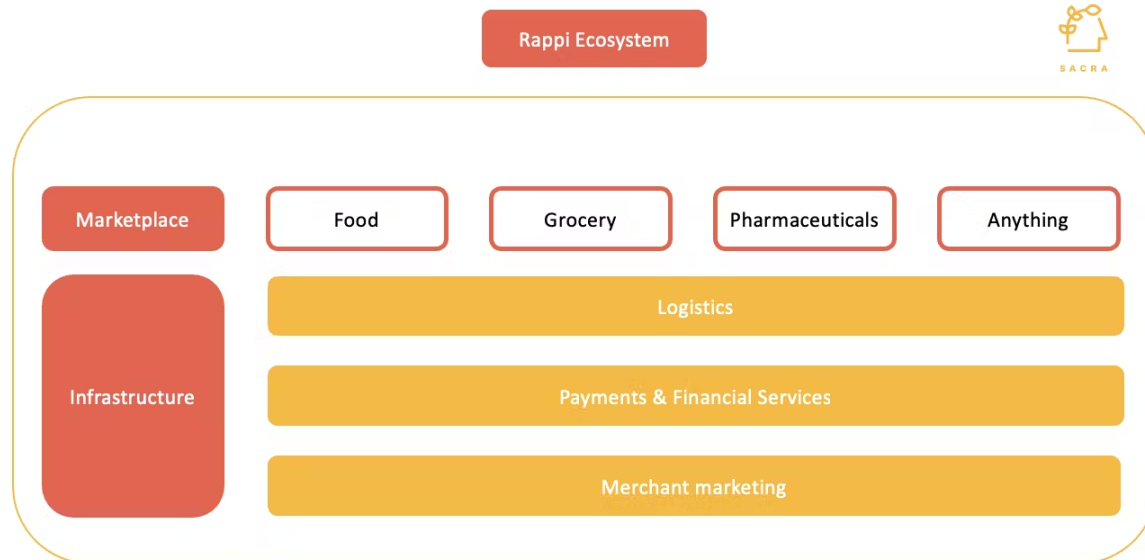 Rappi Ecosystem
SACRA
Marketplace
Food
Grocery
Pharmaceuticals
Anything
Infrastructure
Logistics
Payments & Financial Services
Merchant marketing